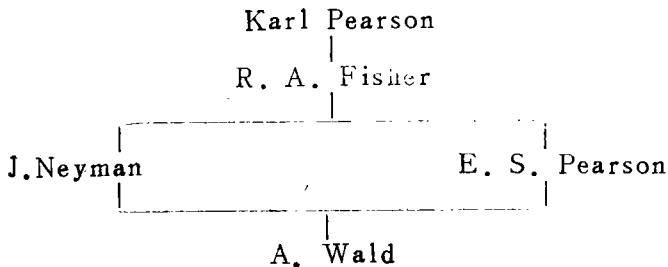 Karl Pearson
R. A. Fisher
J.Neyman E. S. Pearson
A. Wald